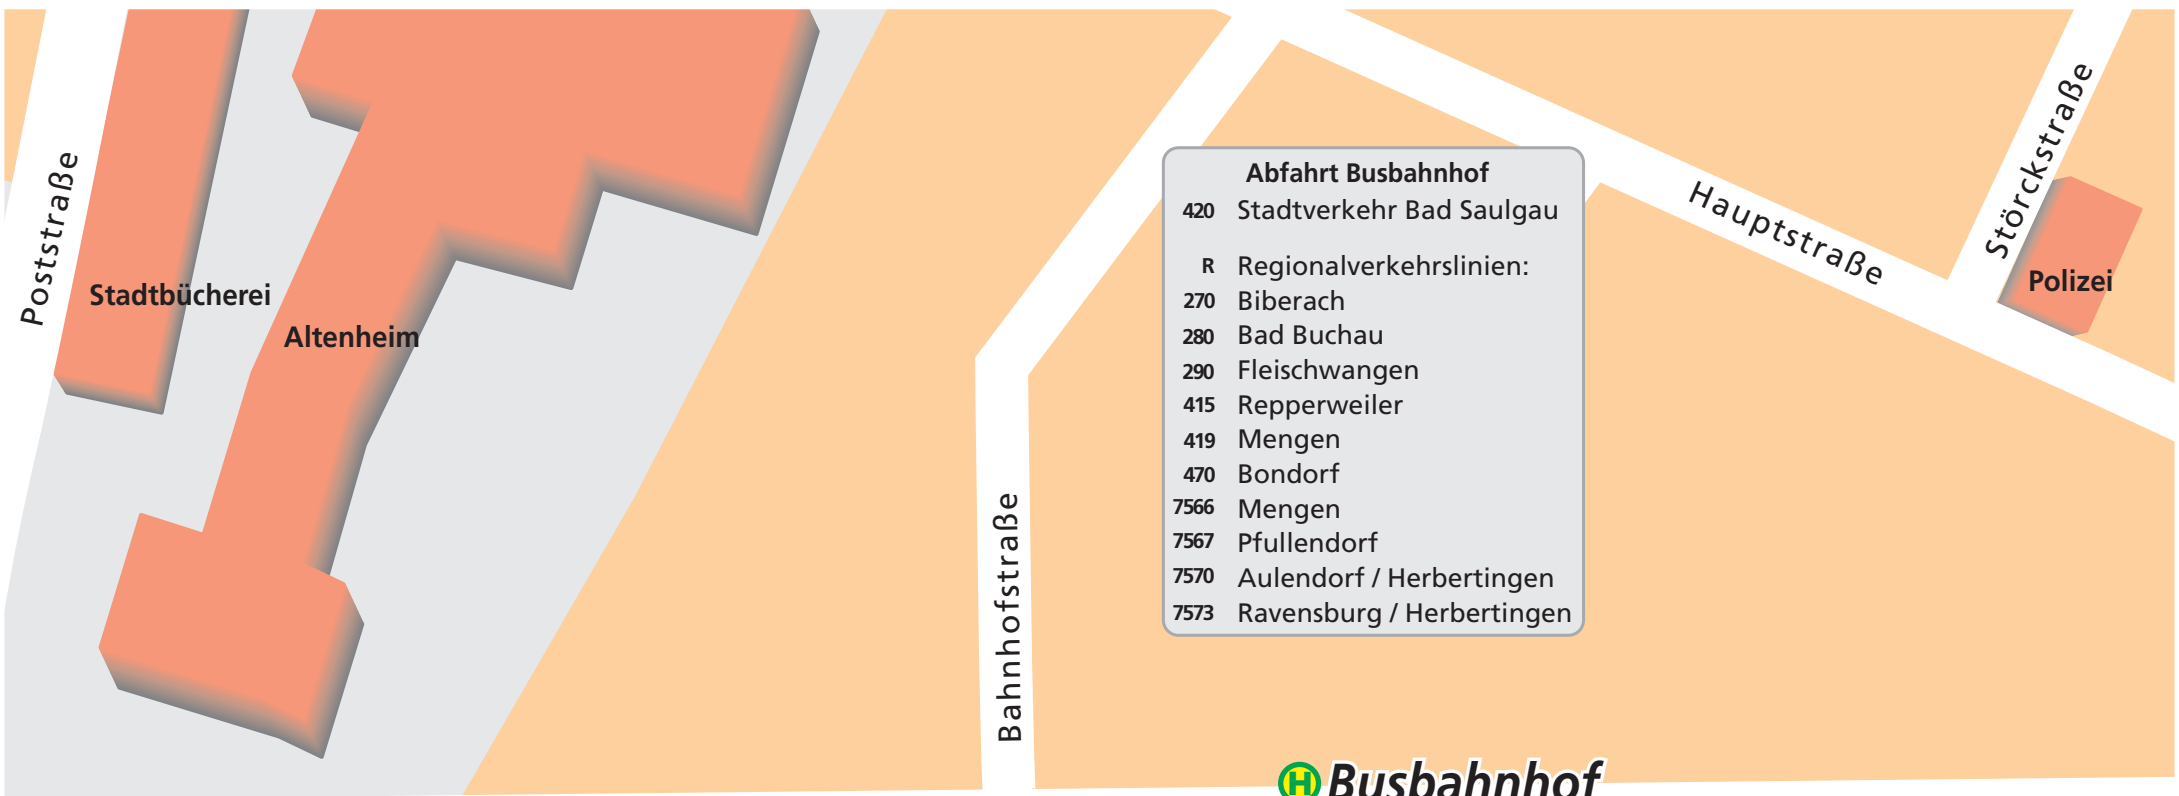 Poststraße
Stadtbücherei
Altenheim
Bahnhofstraße
Abfahrt Busbahnhof
420 Stadtverkehr Bad Saulgau
R Regionalverkehrslinien:
270 Biberach
280 Bad Buchau
290 Fleischwangen
415 Repperweiler
419 Mengen
470 Bondorf
7566 Mengen
7567 Pfullendorf
7570 Aulendorf / Herbertingen
7573 Ravensburg / Herbertingen
Hauptstraße
Störckstraße
Polizei
H Busbahnhof